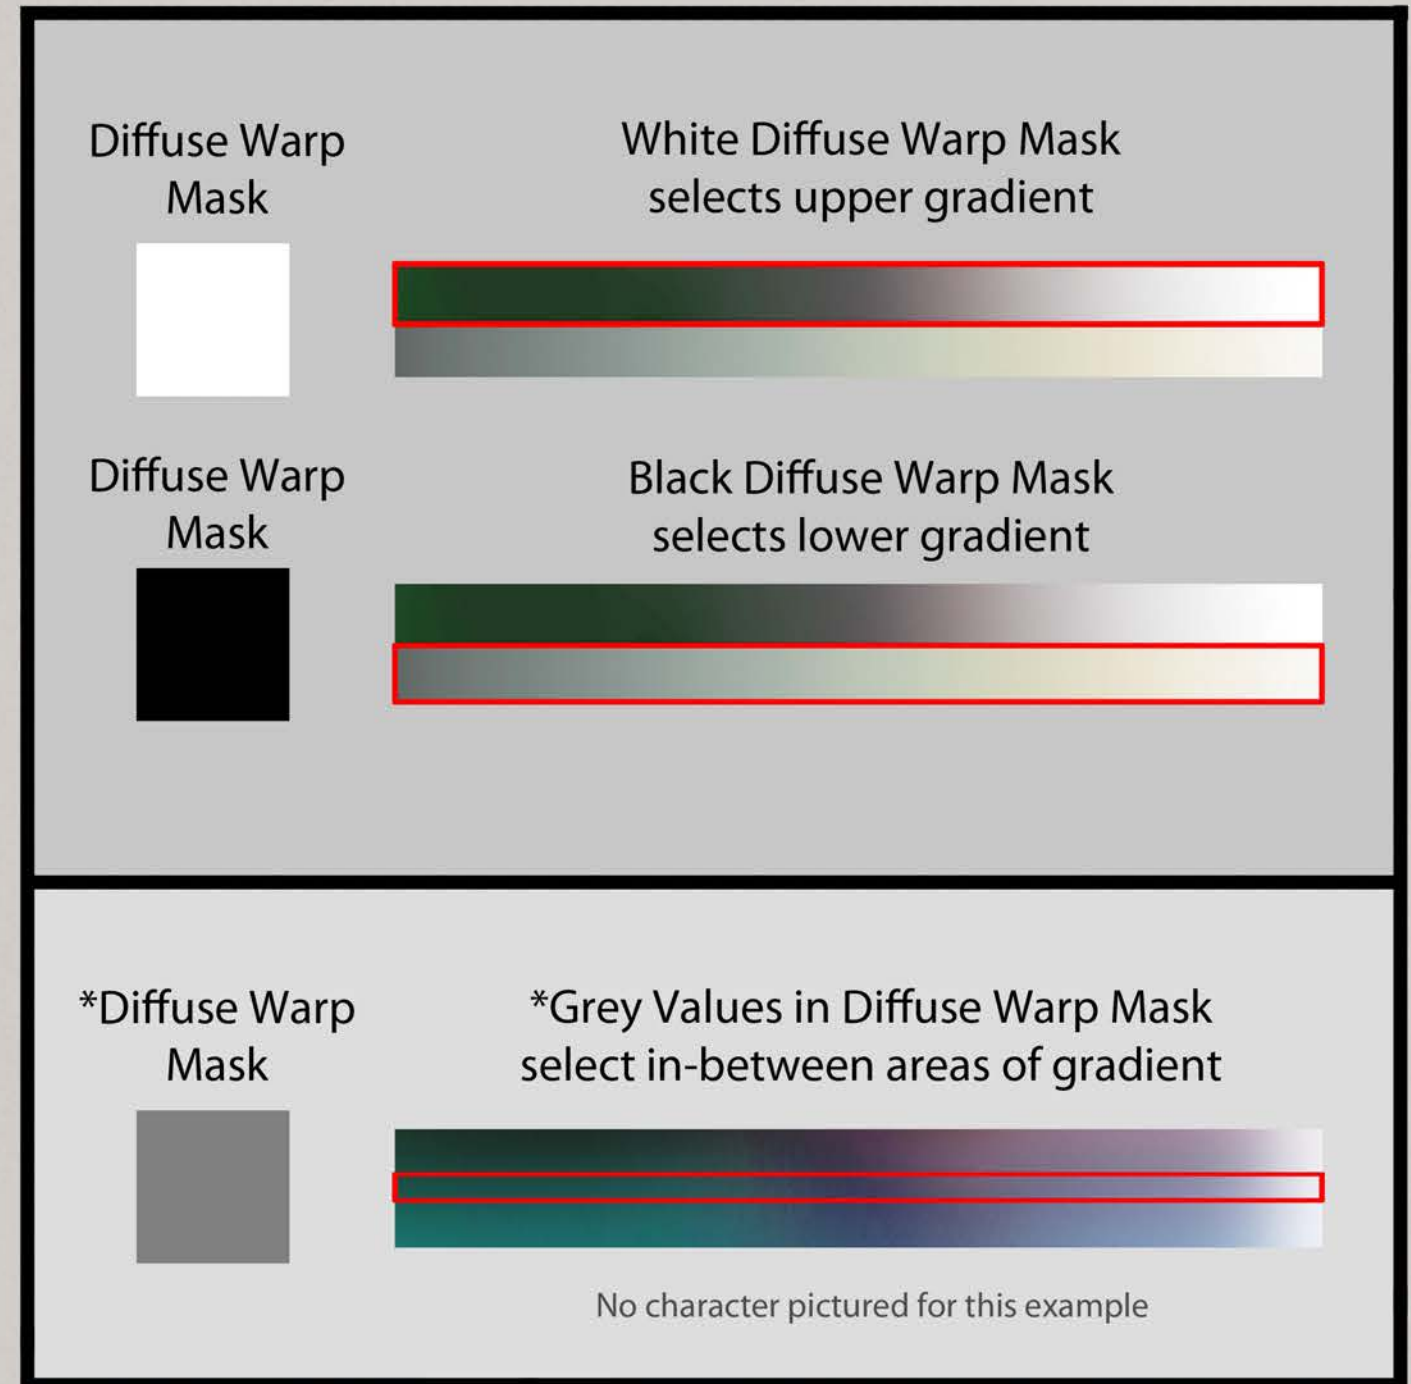 Diffuse Warp
Mask
White Diffuse Warp Mask
selects upper gradient
Diffuse Warp
Mask
Black Diffuse Warp Mask
selects lower gradient
*Diffuse Warp
Mask
*Grey Values in Diffuse Warp Mask
select in-between areas of gradient
No character pictured for this example